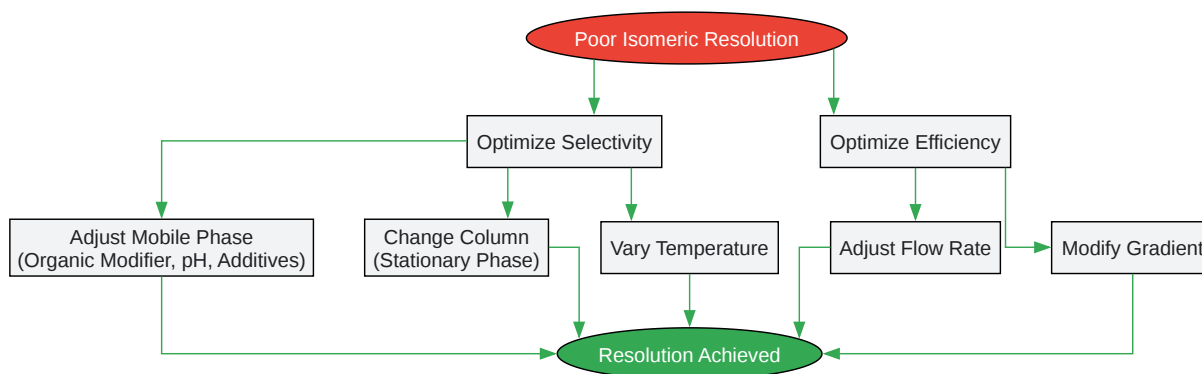 Poor Isomeric Resolution
Optimize Selectivity
Optimize Efficiency
Adjust Mobile Phase
(Organic Modifier, pH, Additives)
Change Column
(Stationary Phase)
Vary Temperature
Adjust Flow Rate
Modify Gradient
Resolution Achieved